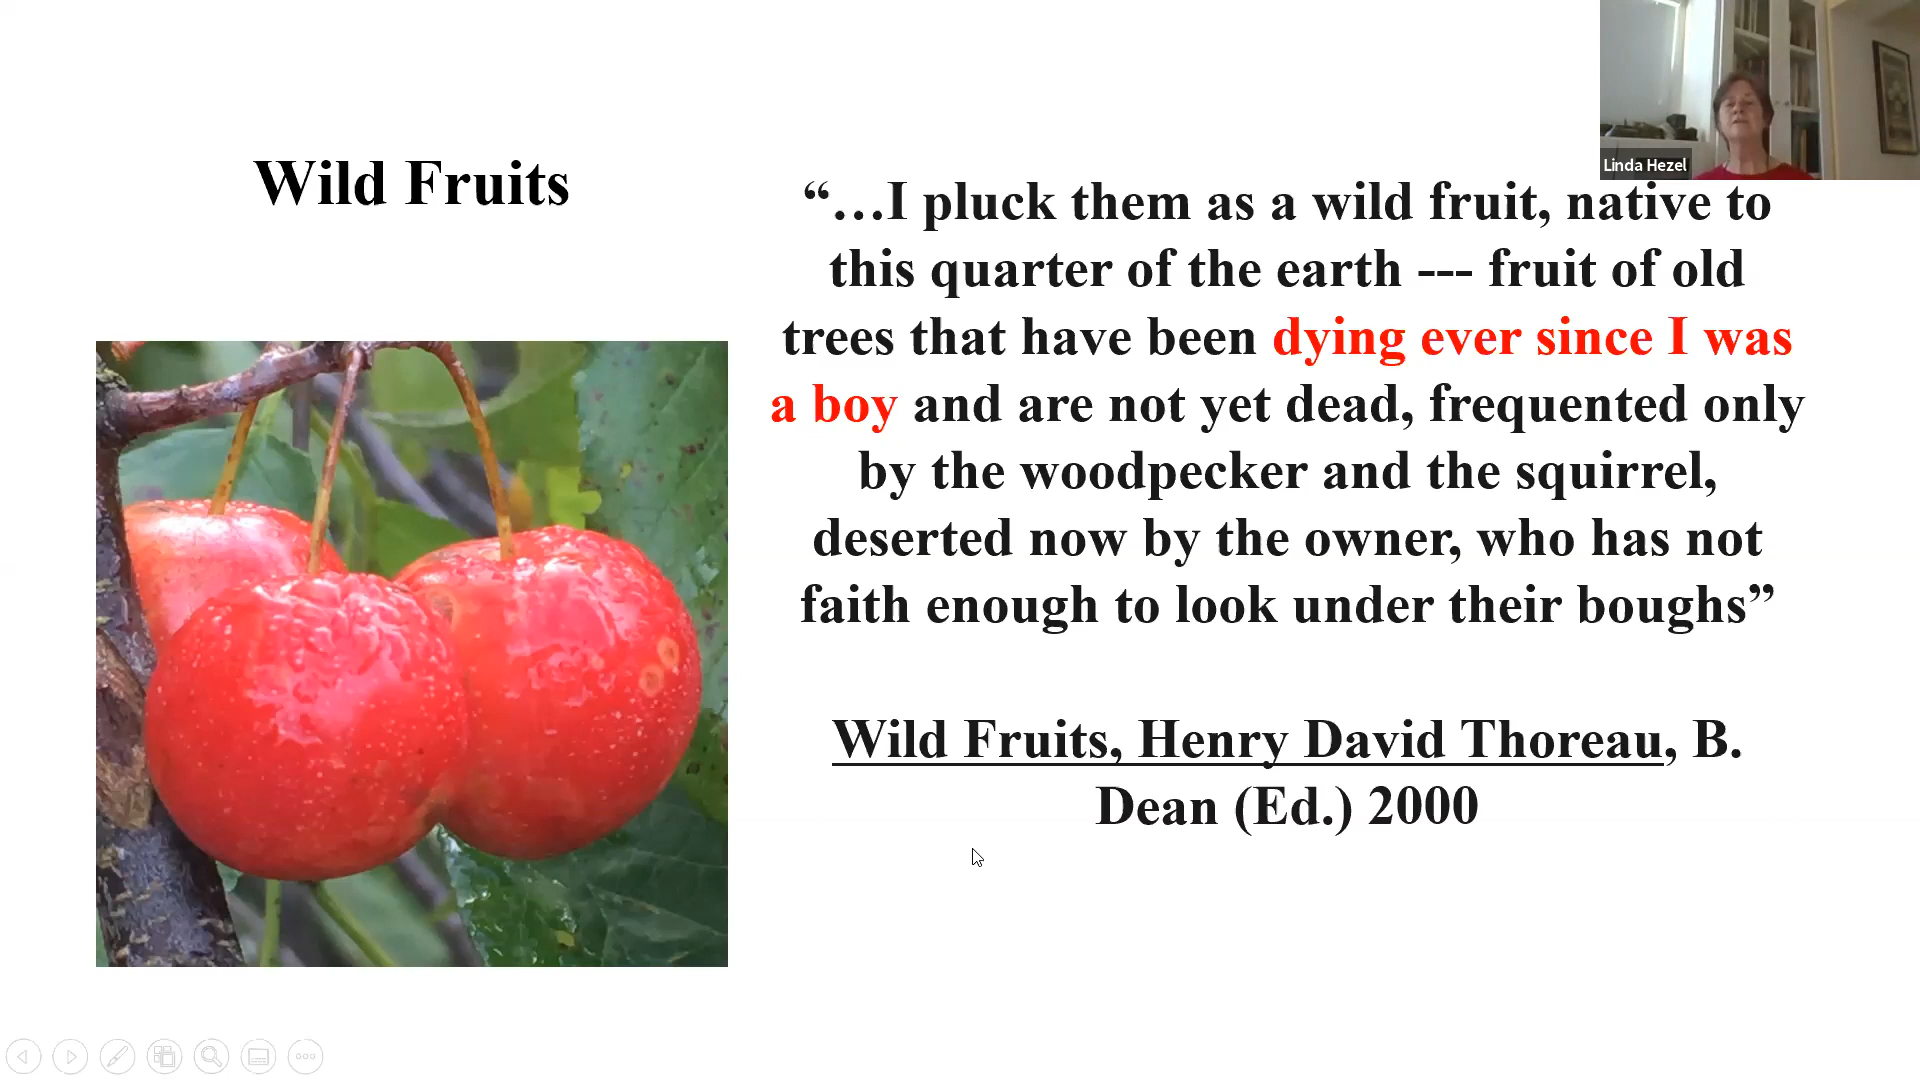 Linda Hezel
Wild Fruits
“…I pluck them as a wild fruit, native to
this quarter of the earth --- fruit of old
trees that have been dying ever since I was
a boy and are not yet dead, frequented only
by the woodpecker and the squirrel,
deserted now by the owner, who has not
faith enough to look under their boughs”
Wild Fruits, Henry David Thoreau, B.
Dean (Ed.) 2000